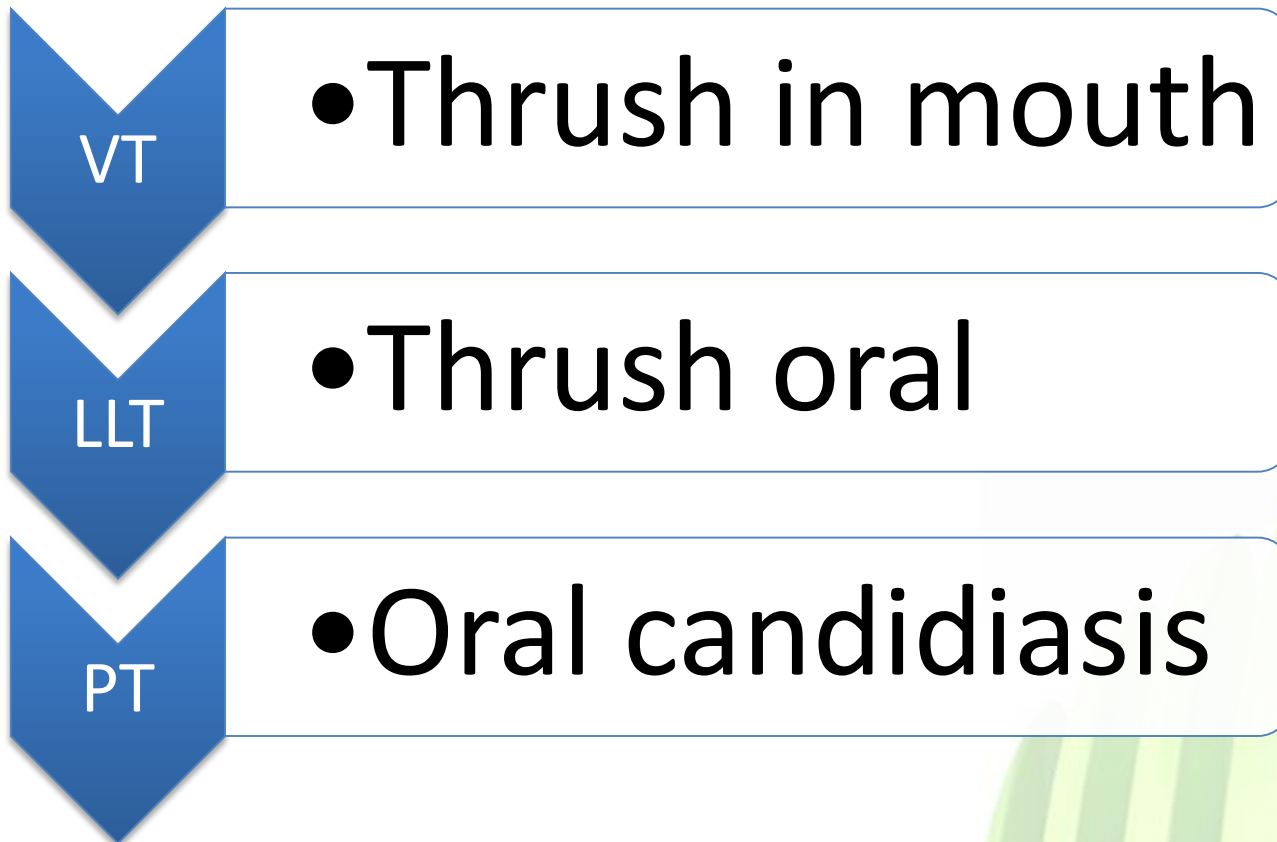 VT
•Thrush in mouth
LLT
•Thrush oral
PT
•Oral candidiasis